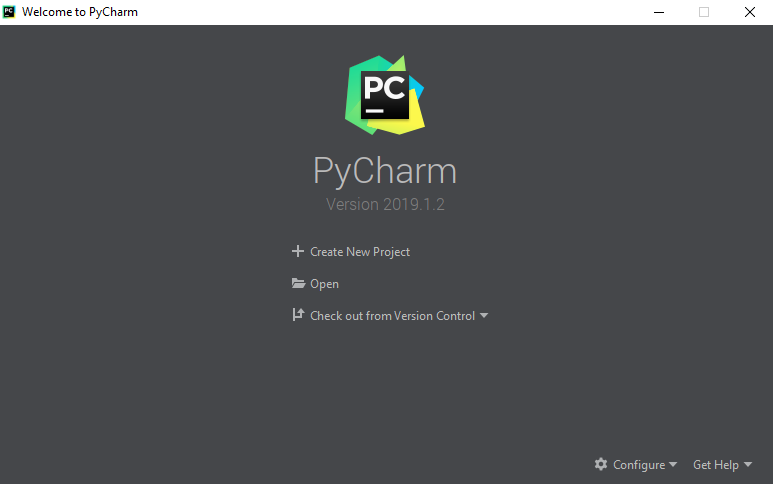 Welcome to PyCharm
PC
PyCharm
Version 2019.1.2
Create New Project
Open
Check out from Version Control
Configure Get Help